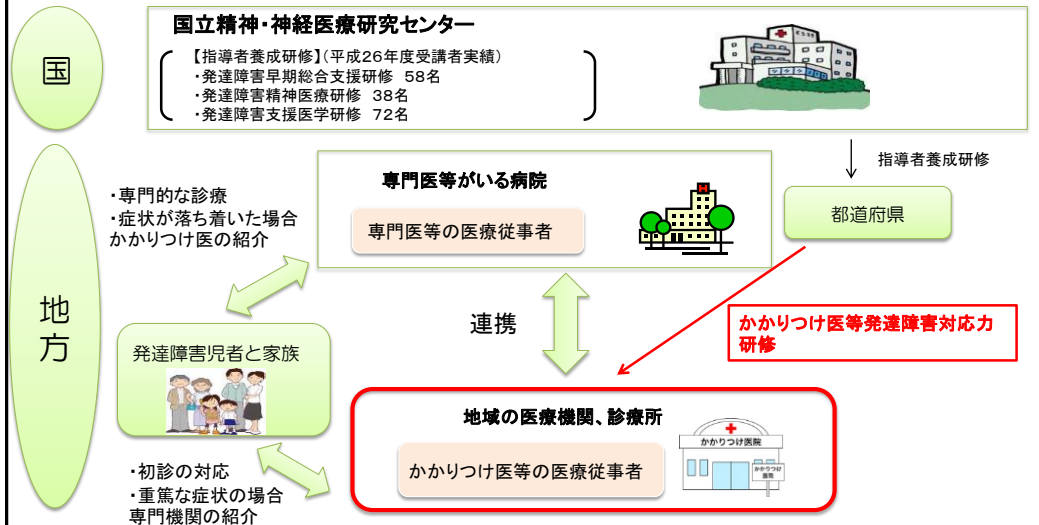 国
国立精神・神経医療研究センター
【指導者養成研修】(平成26年度受講者実績)
・発達障害早期総合支援研修 58名
・発達障害精神医療研修 38名
・発達障害支援医学研修 72名
指導者養成研修
都道府県
地方
専門医等がいる病院
専門医等の医療従事者
H
・専門的な診療
・症状が落ち着いた場合
かかりつけ医の紹介
連携
かかりつけ医等発達障害対応力
研修
発達障害児者と家族
地域の医療機関、診療所
かかりつけ医等の医療従事者
かかりつけ医院
かかりつけ
医院
・初診の対応
・重篤な症状の場合
専門機関の紹介